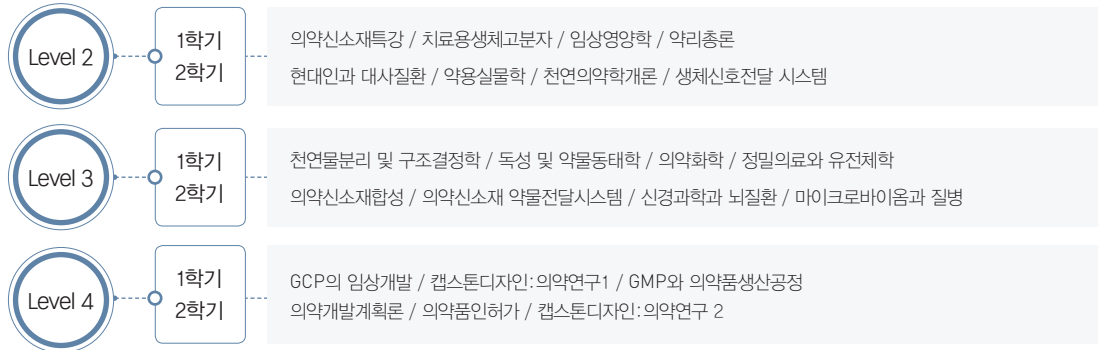 Level 2
1학기
2학기
의약신소재특강 / 치료용생체고분자 / 임상영양학 / 약리총론
현대인과 대사질환 / 약용실물학 / 천연의약학개론 / 생체신호전달 시스템
Level 3
1학기
2학기
천연물분리 및 구조결정학 / 독성 및 약물동태학 / 의약화학 / 정밀의료와 유전체학
의약신소재합성 / 의약신소재 약물전달시스템 / 신경과학과 뇌질환 / 마이크로바이옴과 질병
Level 4
1학기
2학기
GCP의 임상개발 / 캡스톤디자인:의약연구1 / GMP와 의약품생산공정
의약개발계획론 / 의약품인허가 / 캡스톤디자인:의약연구 2